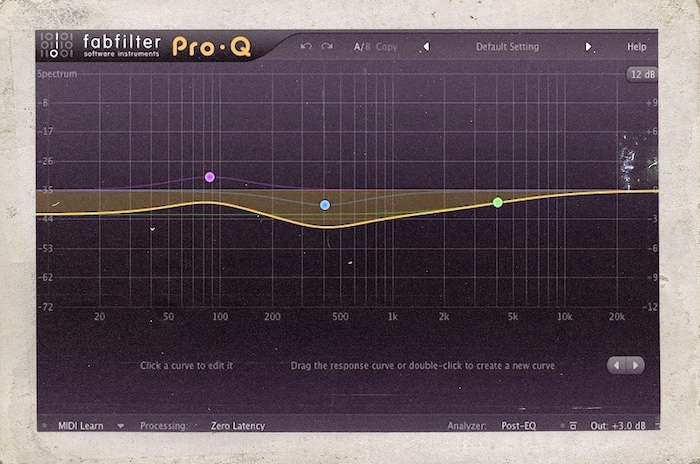 fabfilter
software instruments
Pro·Q
A/B Copy
Default Setting
Help
Spectrum
12 dB
-8
-17
-26
-35
-44
-53
-62
-72
+9
+6
+3
0
-3
-6
-9
-12
20
50
100
200
500
1k
2k
5k
10k
20k
Click a curve to edit it
Drag the response curve or double-click to create a new curve
MIDI Learn
Processing:
Zero Latency
Analyzer:
Post-EQ
Out: +3.0 dB